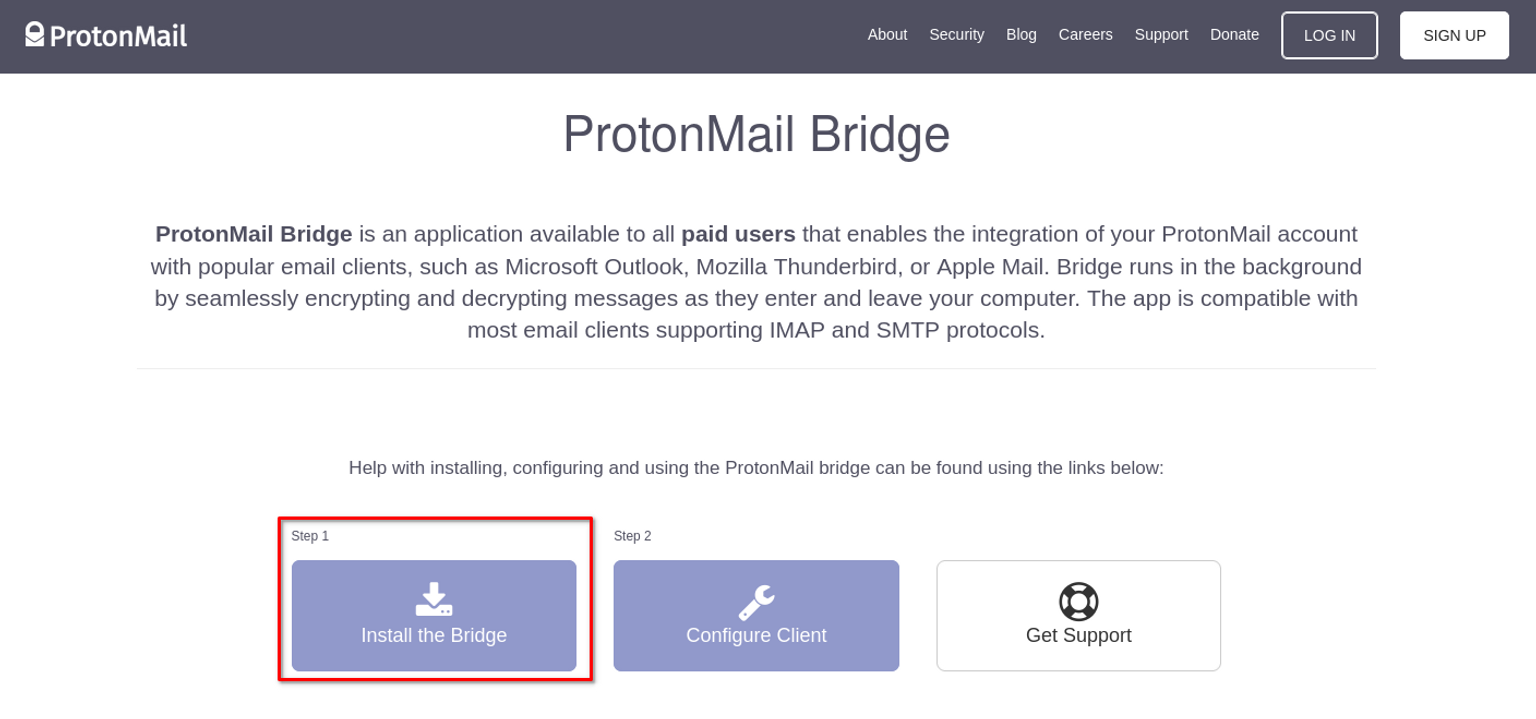 ProtonMail
About Security Blog Careers Support Donate LOG IN SIGN UP
ProtonMail Bridge
ProtonMail Bridge is an application available to all paid users that enables the integration of your ProtonMail account
with popular email clients, such as Microsoft Outlook, Mozilla Thunderbird, or Apple Mail. Bridge runs in the background
by seamlessly encrypting and decrypting messages as they enter and leave your computer. The app is compatible with
most email clients supporting IMAP and SMTP protocols.
Help with installing, configuring and using the ProtonMail bridge can be found using the links below:
Step 1
Install the Bridge
Step 2
Configure Client
Get Support